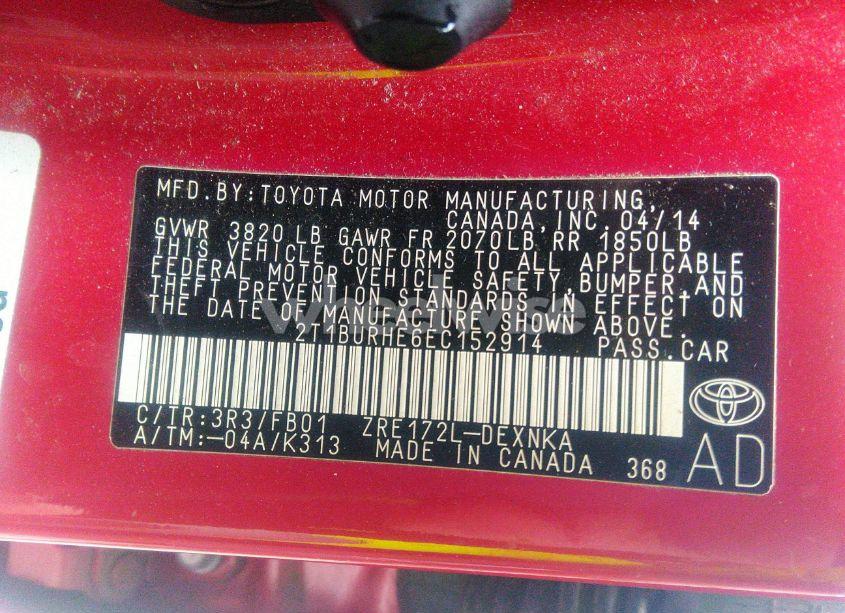 MFD.BY:TOYOTA MOTOR MANUFACTURING,
CANADA,INC. 04/14
GVWR 3820 LB GAWR FR 2070LB RR 1850LB
THIS VEHICLE CONFORMS TO ALL APPLICABLE
FEDERAL MOTOR VEHICLE SAFETY,BUMPER,AND
THEFT PREVENTION STANDARDS IN EFFECT ON
THE DATE OF MANUFACTURE SHOWN ABOVE.
wheelwise
2T1BURHE6EC152914 PASS.CAR
C/TR:3R3/FB01 ZRE172L-DEXNKA
A/TM:-04A/K313 MADE IN CANADA 368
AD